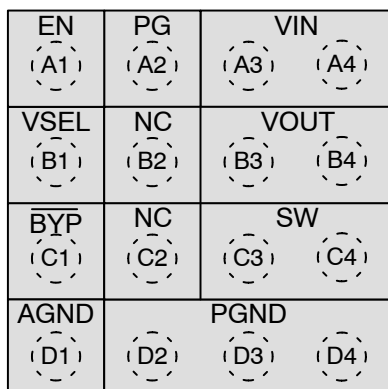 EN PG VIN
A1 A2 A3 A4
VSEL NC VOUT
B1 B2 B3 B4
BYP NC SW
C1 C2 C3 C4
AGND PGND
D1 D2 D3 D4